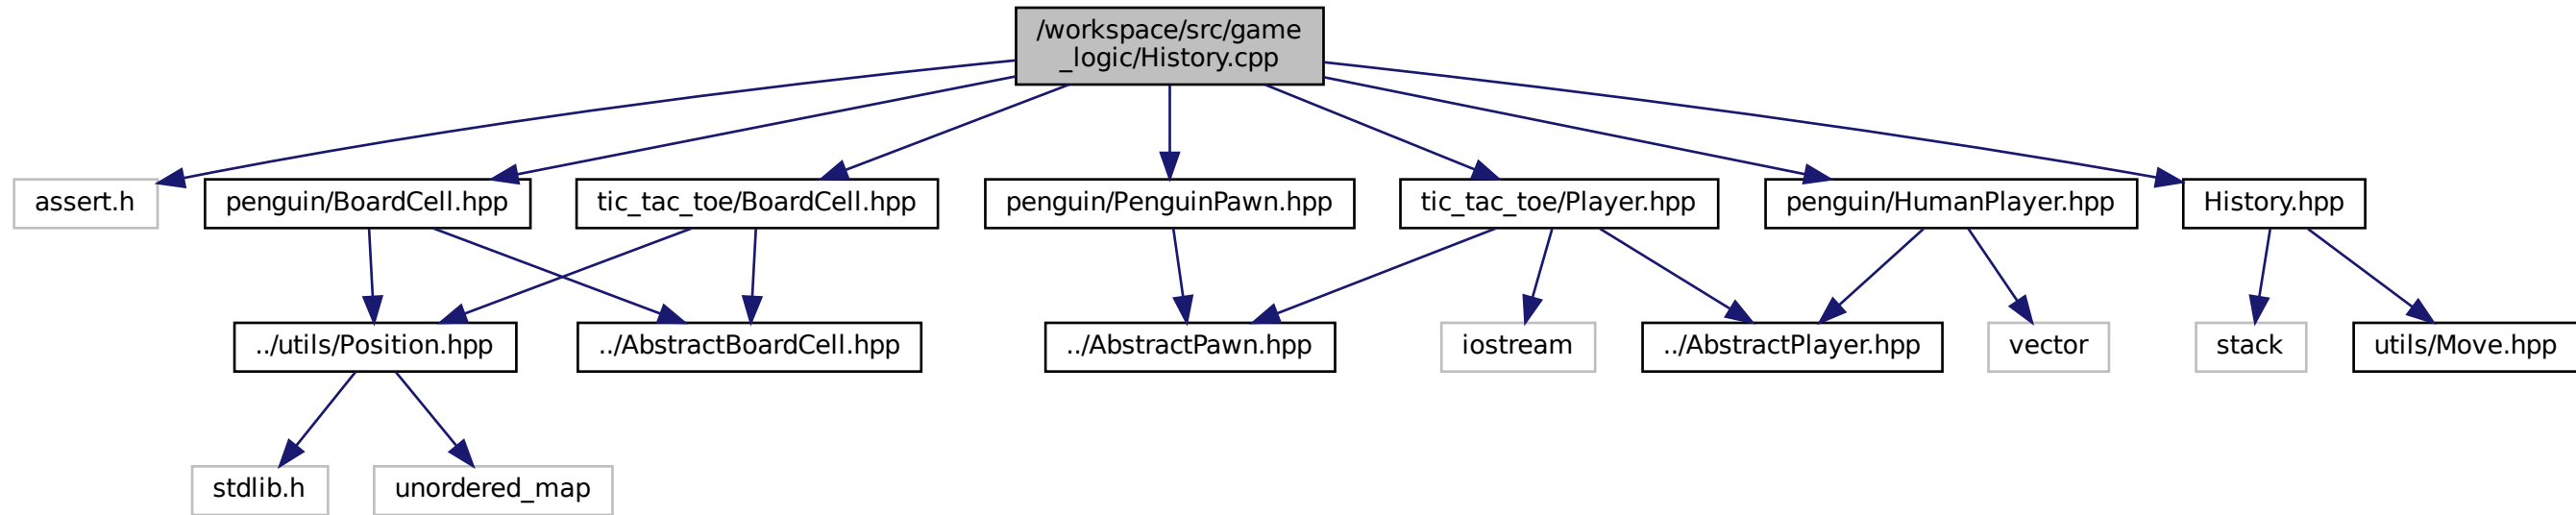 /workspace/src/game
_logic/History.cpp
assert.h
penguin/BoardCell.hpp
tic_tac_toe/BoardCell.hpp
penguin/PenguinPawn.hpp
tic_tac_toe/Player.hpp
penguin/HumanPlayer.hpp
History.hpp
../utils/Position.hpp
../AbstractBoardCell.hpp
../AbstractPawn.hpp
iostream
../AbstractPlayer.hpp
vector
stack
utils/Move.hpp
stdlib.h
unordered_map